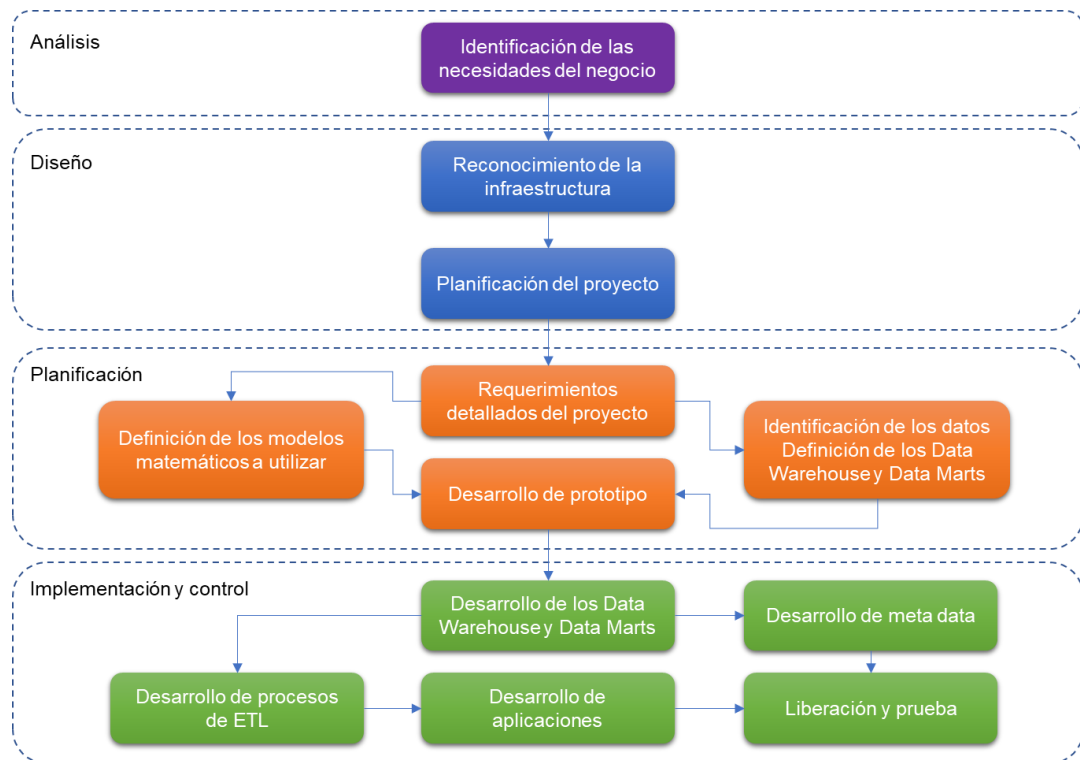 Análisis
Identificación de las
necesidades del negocio
Diseño
Reconocimiento de la
infraestructura
Planificación del proyecto
Planificación
Requerimientos
detallados del proyecto
Definición de los modelos
matemáticos a utilizar
Identificación de los datos
Definición de los Data
Warehouse y Data Marts
Desarrollo de prototipo
Implementación y control
Desarrollo de los Data
Warehouse y Data Marts
Desarrollo de meta data
Desarrollo de procesos
de ETL
Desarrollo de
aplicaciones
Liberación y prueba